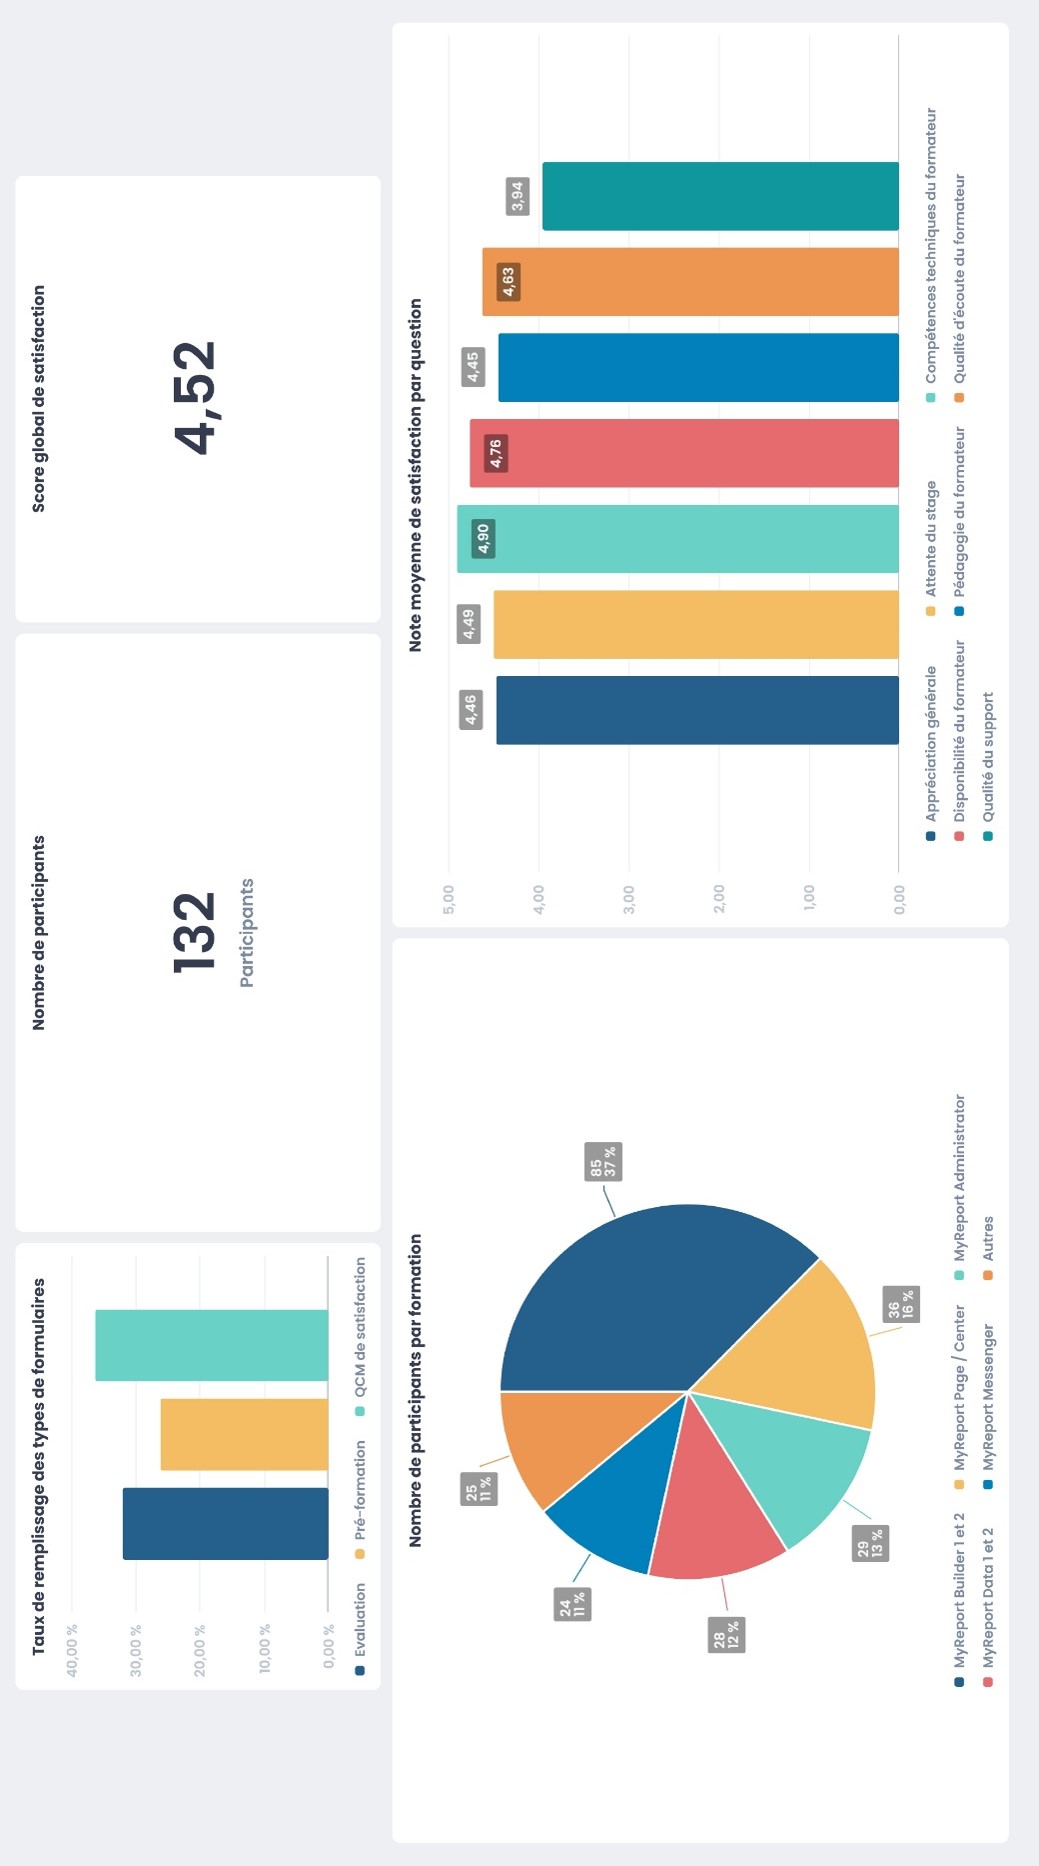 Taux de remplissage des types de formulaires
40,00 %
30,00 %
20,00 %
10,00 %
0,00 %
Evaluation
Pré-formation
QCM de satisfaction
Nombre de participants
132
Participants
Score global de satisfaction
4,52
Nombre de participants par formation
85
37 %
36
16 %
29
13 %
28
12 %
24
11 %
25
11 %
MyReport Builder 1 et 2
MyReport Page / Center
MyReport Administrator
MyReport Data 1 et 2
MyReport Messenger
Autres
Note moyenne de satisfaction par question
5,00
4,00
3,00
2,00
1,00
0,00
4,46
4,49
4,90
4,76
4,45
4,63
3,94
Appréciation générale
Attente du stage
Compétences techniques du formateur
Disponibilité du formateur
Pédagogie du formateur
Qualité d'écoute du formateur
Qualité du support